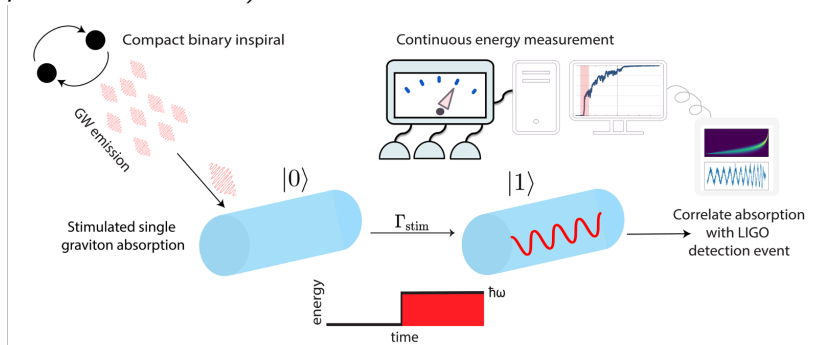 Compact binary inspiral
Continuous energy measurement
GW emission
|0⟩
|1⟩
Stimulated single
graviton absorption
Γstim
Correlate absorption
with LIGO
detection event
energy
ħω
time